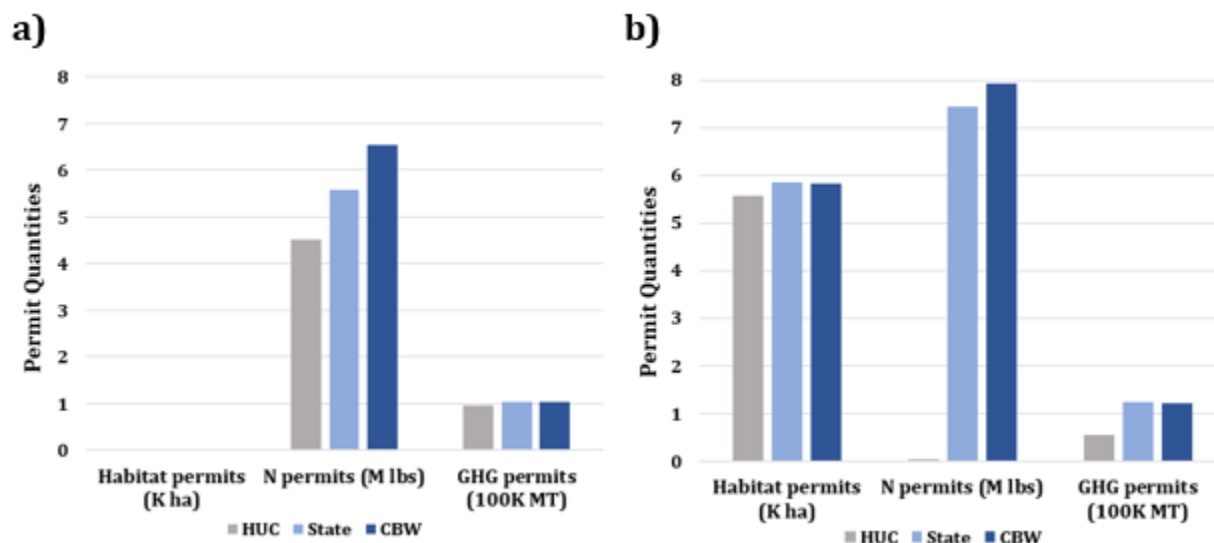 a)
Permit Quantities
8
7
6
5
4
3
2
1
0
Habitat permits
(K ha)
N permits (M lbs)
GHG permits
(100K MT)
HUC State CBW
b)
Permit Quantities
8
7
6
5
4
3
2
1
0
Habitat permits
(K ha)
N permits (M lbs)
GHG permits
(100K MT)
HUC State CBW